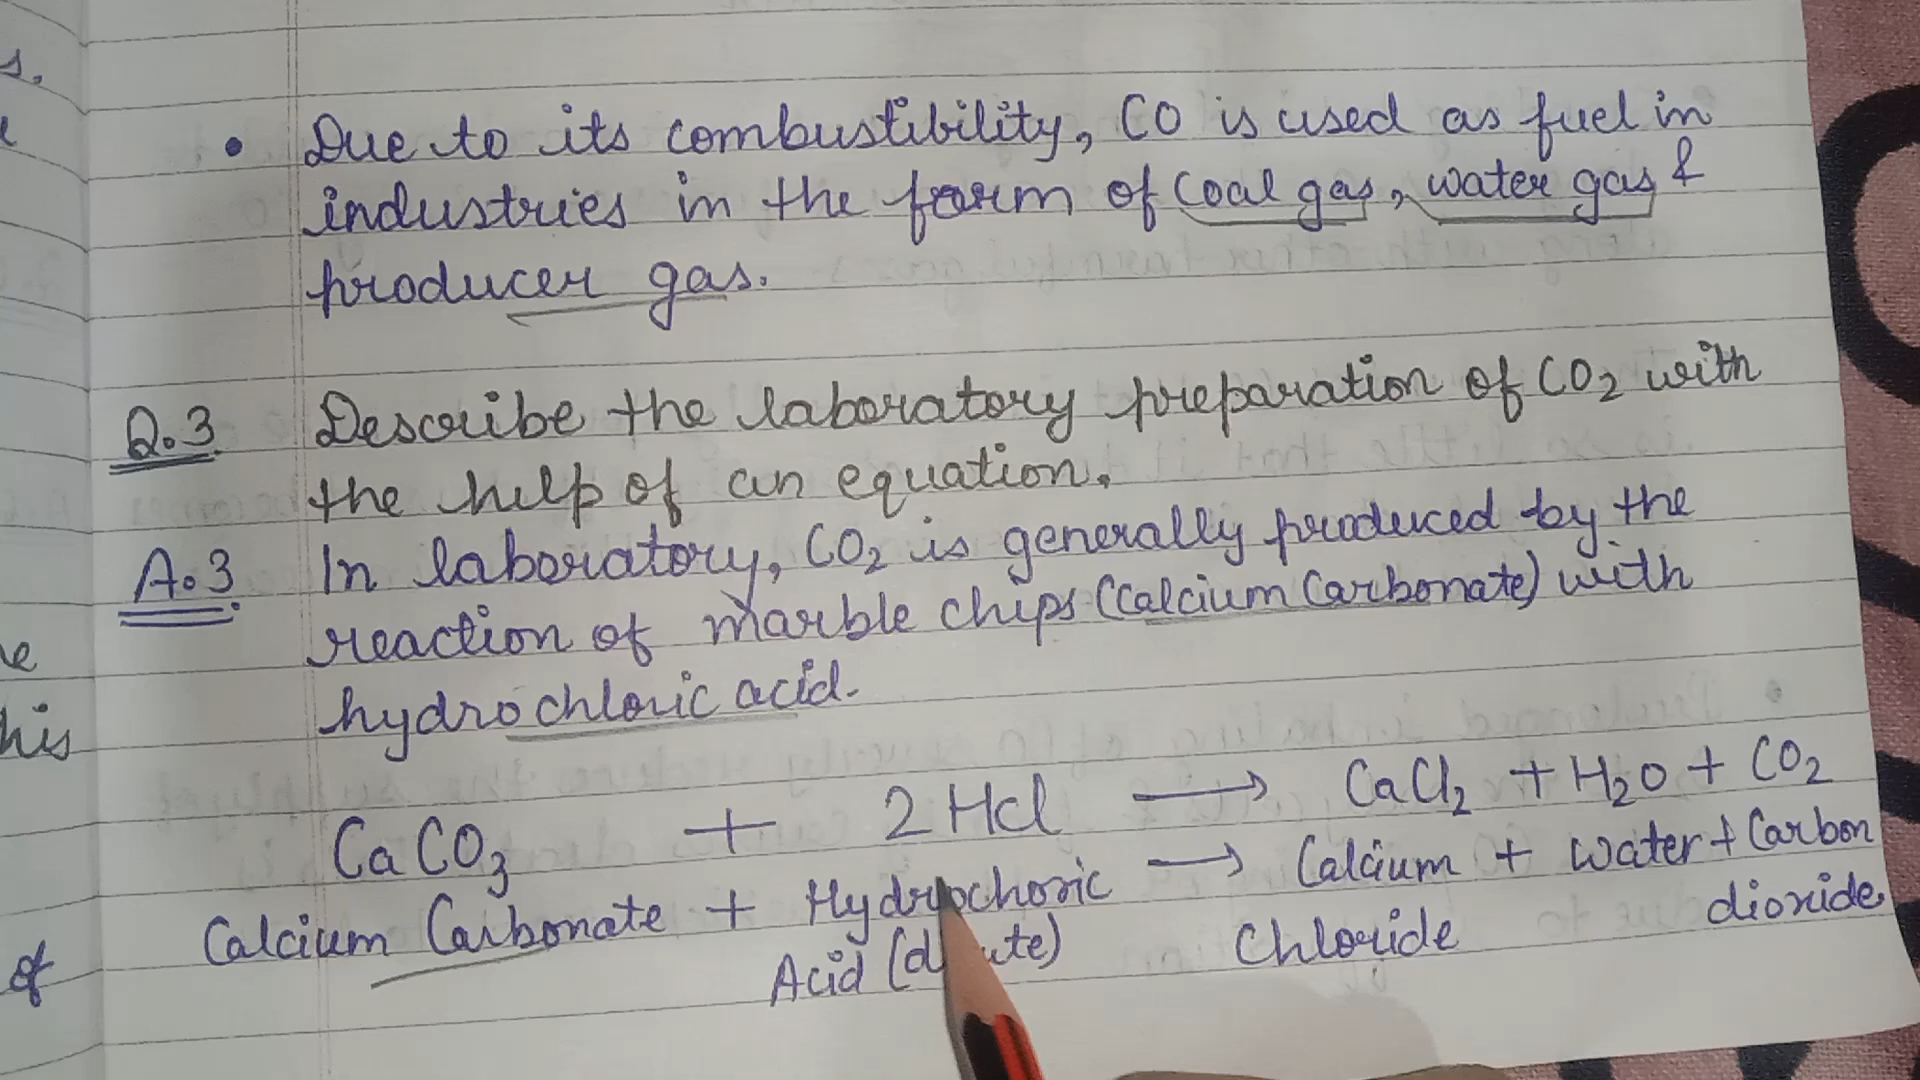 s.
• Due to its combustibility, CO is used as fuel in
industries in the form of coal gas, water gas &
producer gas.
Q.3 Describe the laboratory preparation of CO2 with
the help of an equation.
A.3. In laboratory, CO2 is generally produced by the
reaction of marble chips (Calcium Carbonate) with
hydrochloric acid.
his
CaCO3 + 2 Hcl → CaCl2 + H2O + CO2
Calcium Carbonate + Hydrochoric → Calcium + Water + Carbon
of
Acid Chloride dioxide.